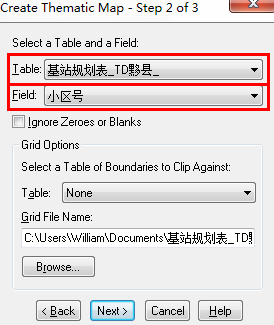 Create Thematic Map - Step 2 of 3
Select a Table and a Field:
Table: 基站规划表_TD黟县_
Field: 小区号
Ignore Zeroes or Blanks
Grid Options
Select a Table of Boundaries to Clip Against:
Table: None
Grid File Name:
C:\Users\William\Documents\基站规划表_TD
Browse...
< Back Next > Cancel Help